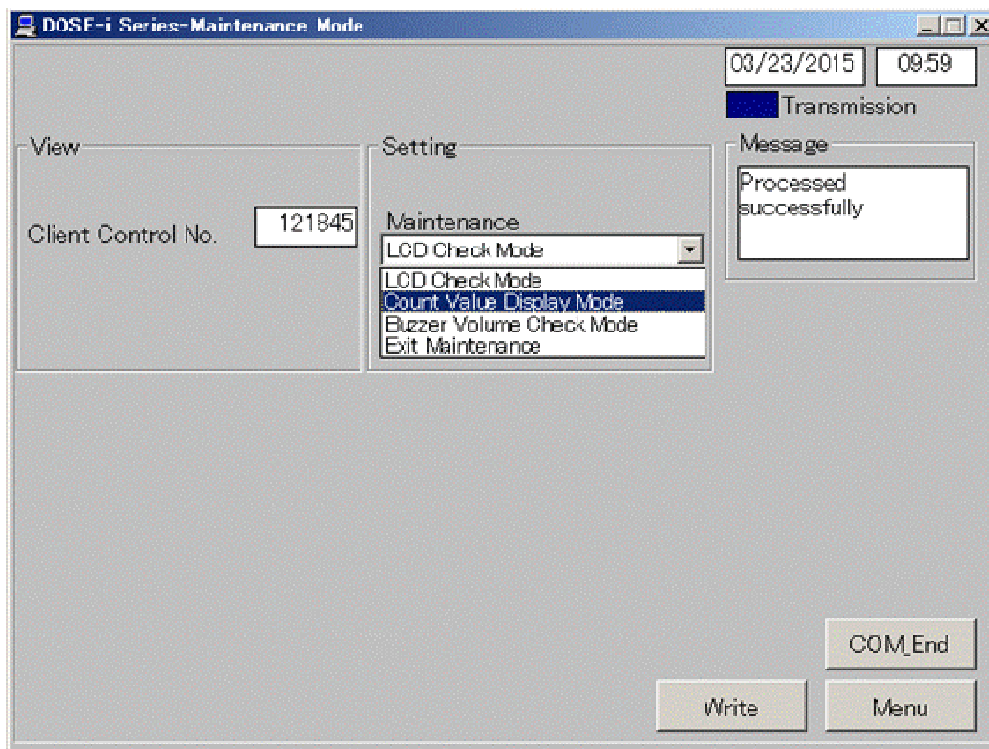 DOSE-i Series-Maintenance Mode
03/23/2015 09:59
Transmission
View
Client Control No. 121845
Setting
Maintenance
LCD Check Mode
LCD Check Mode
Count Value Display Mode
Buzzer Volume Check Mode
Exit Maintenance
Message
Processed
successfully
COM_End
Write Menu